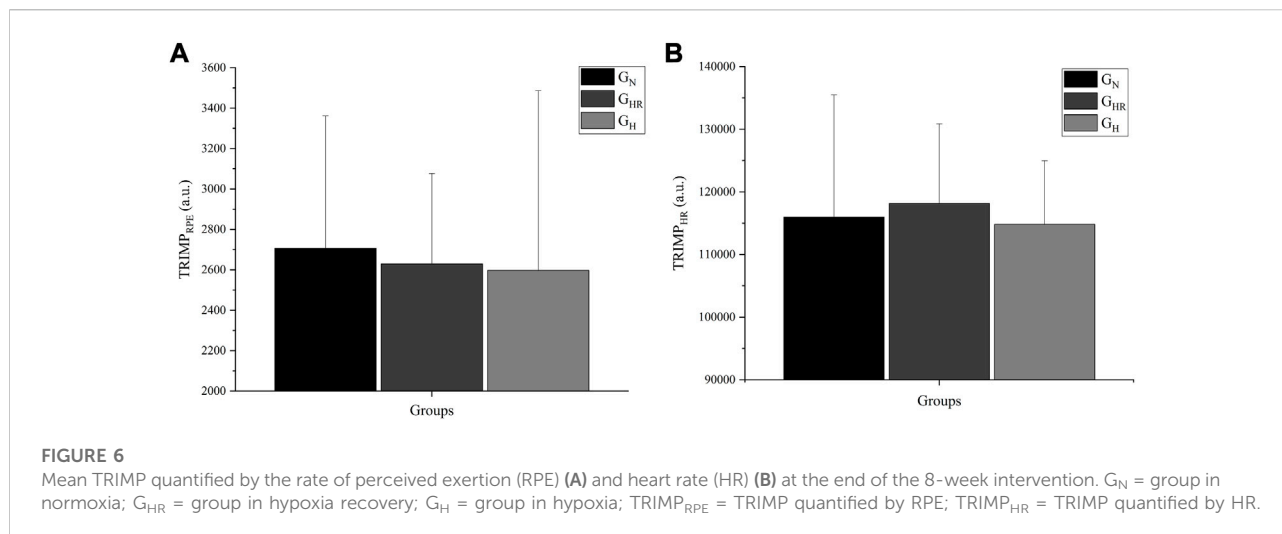 A
3600
3400
3200
3000
2800
2600
2400
2200
2000
TRIMP_RPE (a.u.)
G_N
G_HR
G_H
Groups
B
140000
130000
120000
110000
100000
90000
TRIMP_HR (a.u.)
G_N
G_HR
G_H
Groups
FIGURE 6
Mean TRIMP quantified by the rate of perceived exertion (RPE) (A) and heart rate (HR) (B) at the end of the 8-week intervention. G_N = group in
normoxia; G_HR = group in hypoxia recovery; G_H = group in hypoxia; TRIMP_RPE = TRIMP quantified by RPE; TRIMP_HR = TRIMP quantified by HR.